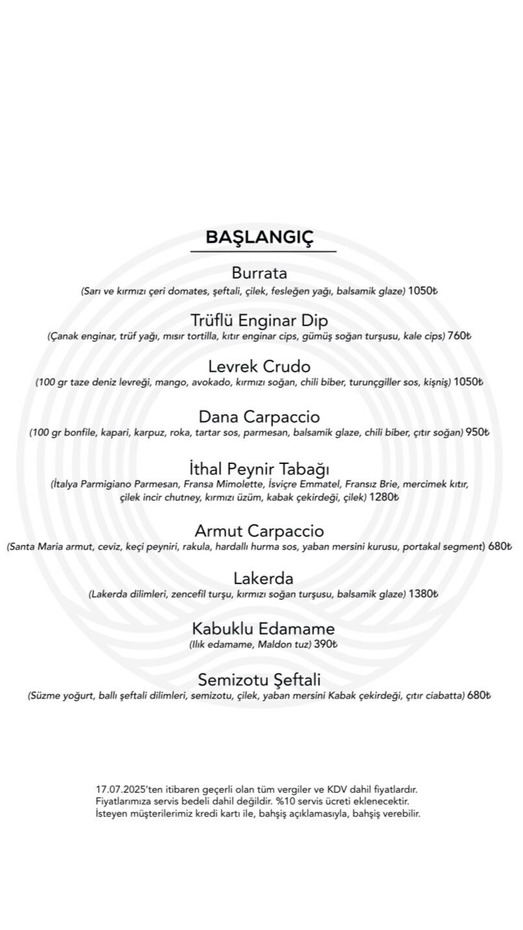 BAŞLANGIÇ
Burrata
(Sarı ve kırmızı çeri domates, şeftali, çilek, fesleğen yağı, balsamik glaze) 1050₺
Trüflü Enginar Dip
(Çanak enginar, trüf yağı, mısır tortilla, kıtır enginar cips, gümüş soğan turşusu, kale cips) 760₺
Levrek Crudo
(100 gr taze deniz levreği, mango, avokado, kırmızı soğan, chili biber, turunçgiller sos, kişniş) 1050₺
Dana Carpaccio
(100 gr bonfile, kapari, karpuz, roka, tartar sos, parmesan, balsamik glaze, chili biber, çıtır soğan) 950₺
İthal Peynir Tabağı
(İtalya Parmigiano Parmesan, Fransa Mimolette, İsviçre Emmatel, Fransız Brie, mercimek kıtır,
çilek incir chutney, kırmızı üzüm, kabak çekirdeği, çilek) 1280₺
Armut Carpaccio
(Santa Maria armut, ceviz, keçi peyniri, rakula, hardallı hurma sos, yaban mersini kurusu, portakal segment) 680₺
Lakerda
(Lakerda dilimleri, zencefil turşu, kırmızı soğan turşusu, balsamik glaze) 1380₺
Kabuklu Edamame
(Ilık edamame, Maldon tuz) 390₺
Semizotu Şeftali
(Süzme yoğurt, ballı şeftali dilimleri, semizotu, çilek, yaban mersini Kabak çekirdeği, çıtır ciabatta) 680₺
17.07.2025'ten itibaren geçerli olan tüm vergiler ve KDV dahil fiyatlardır.
Fiyatlarımıza servis bedeli dahil değildir. %10 servis ücreti eklenecektir.
İsteyen müşterilerimiz kredi kartı ile, bahşiş açıklamasıyla, bahşiş verebilir.